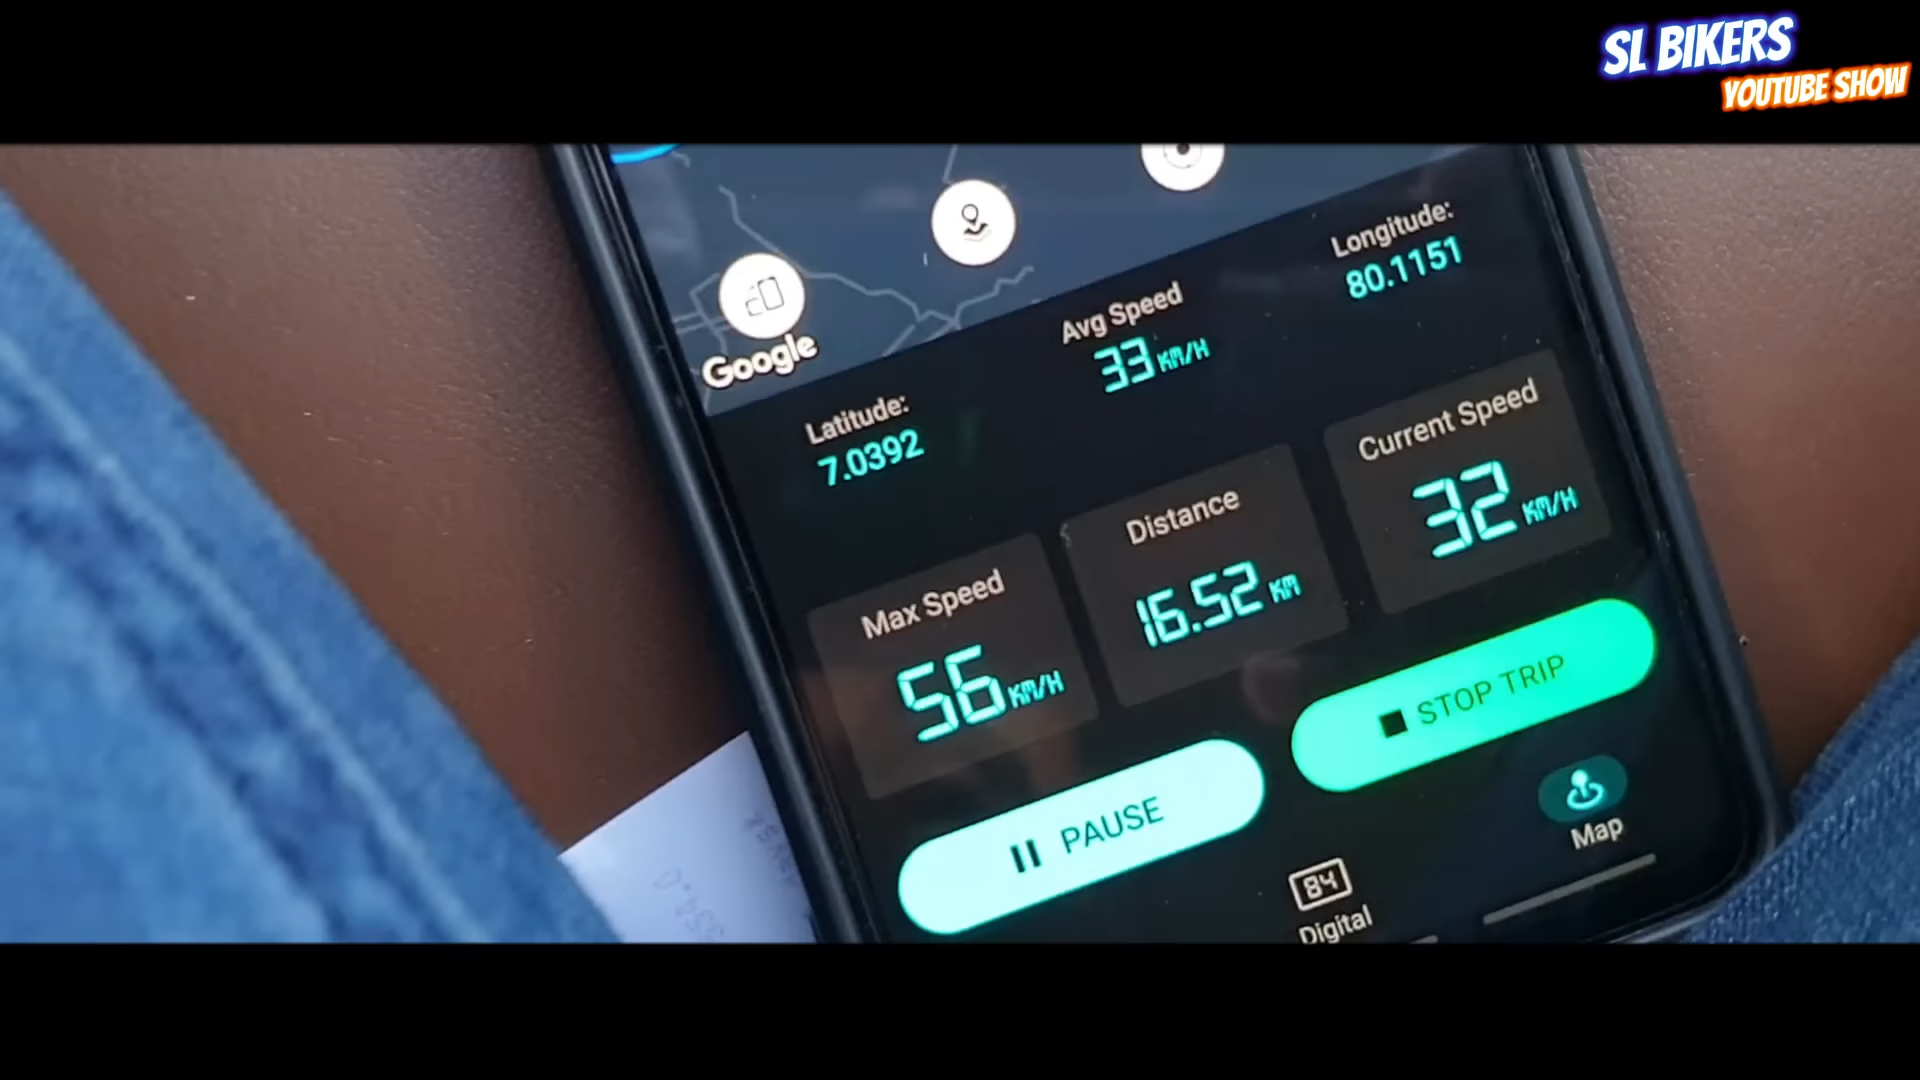 SL BIKERS
YOUTUBE SHOW
Google
Latitude:
7.0392
Avg Speed
33 KM/H
Longitude:
80.1151
Max Speed
56 KM/H
Distance
16.52 KM
Current Speed
32 KM/H
PAUSE
STOP TRIP
84
Digital
Map